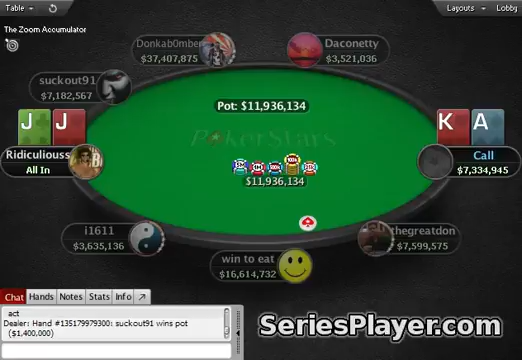 Table
Layouts
Lobby
The Zoom Accumulator
Donkab0mber
$37,407,875
Daconetty
$3,521,036
suckout91
$7,182,567
Pot: $11,936,134
PokerStars
J J
K A
Ridiculiouss
All In
Call
$7,334,945
$11,936,134
i1611
$3,635,136
thegreatdon
$7,599,575
win to eat
$16,614,732
Chat Hands Notes Stats Info
act
Dealer: Hand #135179979300: suckout91 wins pot
($1,400,000)
SeriesPlayer.com